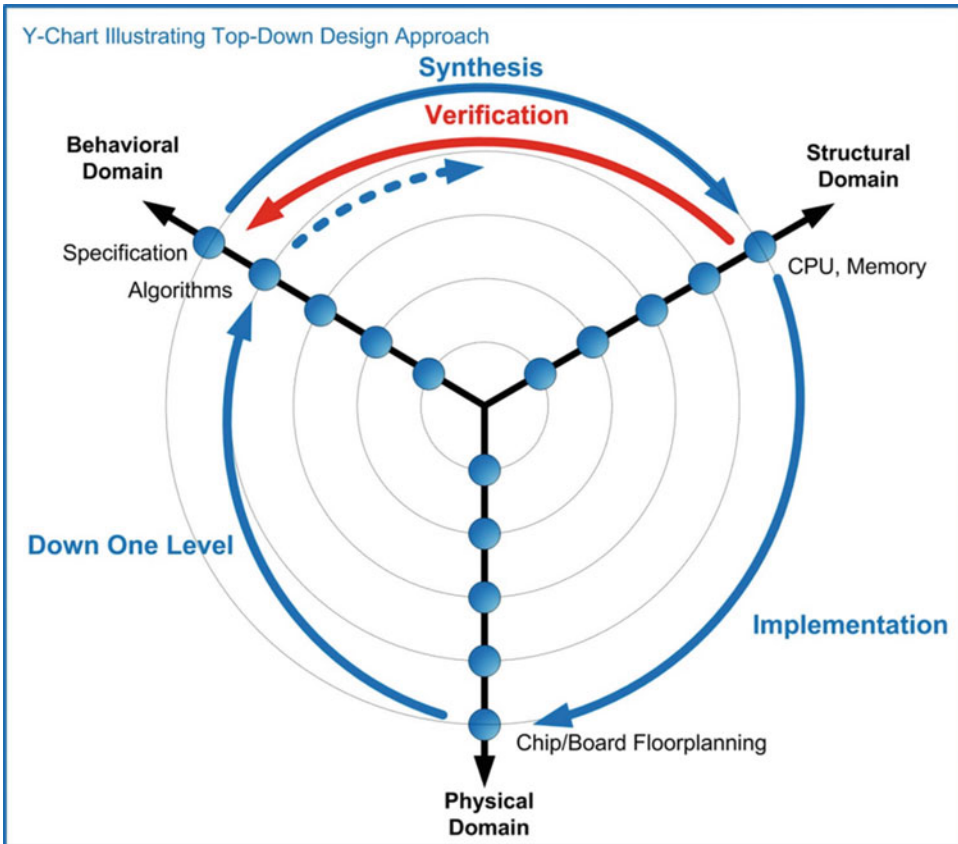 Y-Chart Illustrating Top-Down Design Approach
Synthesis
Verification
Behavioral
Domain
Structural
Domain
Specification
CPU, Memory
Algorithms
Down One Level
Implementation
Chip/Board Floorplanning
Physical
Domain